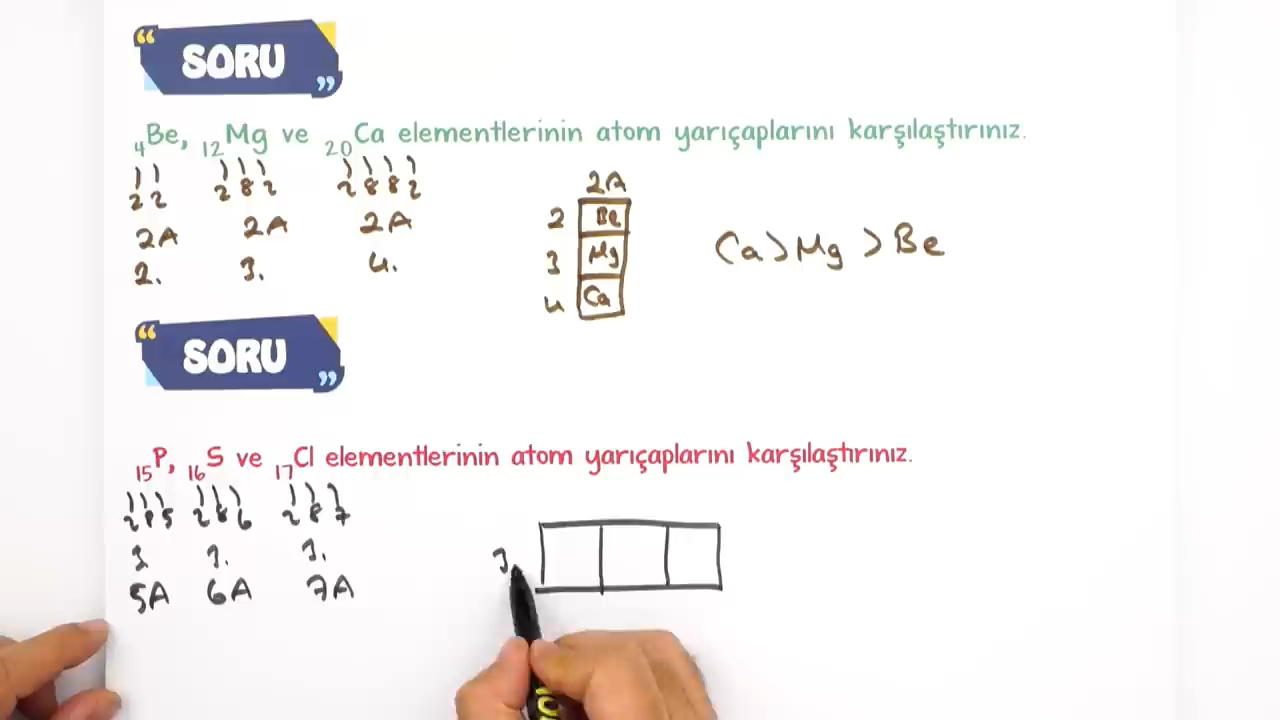 SORU
4Be, 12Mg ve 20Ca elementlerinin atom yarıçaplarını karşılaştırınız.
2 2 2 8 2 2 8 8 2
2A 2A 2A
2. 3. 4.
2A
2 Be
3 Mg
4 Ca
Ca > Mg > Be
SORU
15P, 16S ve 17Cl elementlerinin atom yarıçaplarını karşılaştırınız.
2 8 5 2 8 6 2 8 7
3 3. 3.
5A 6A 7A
3